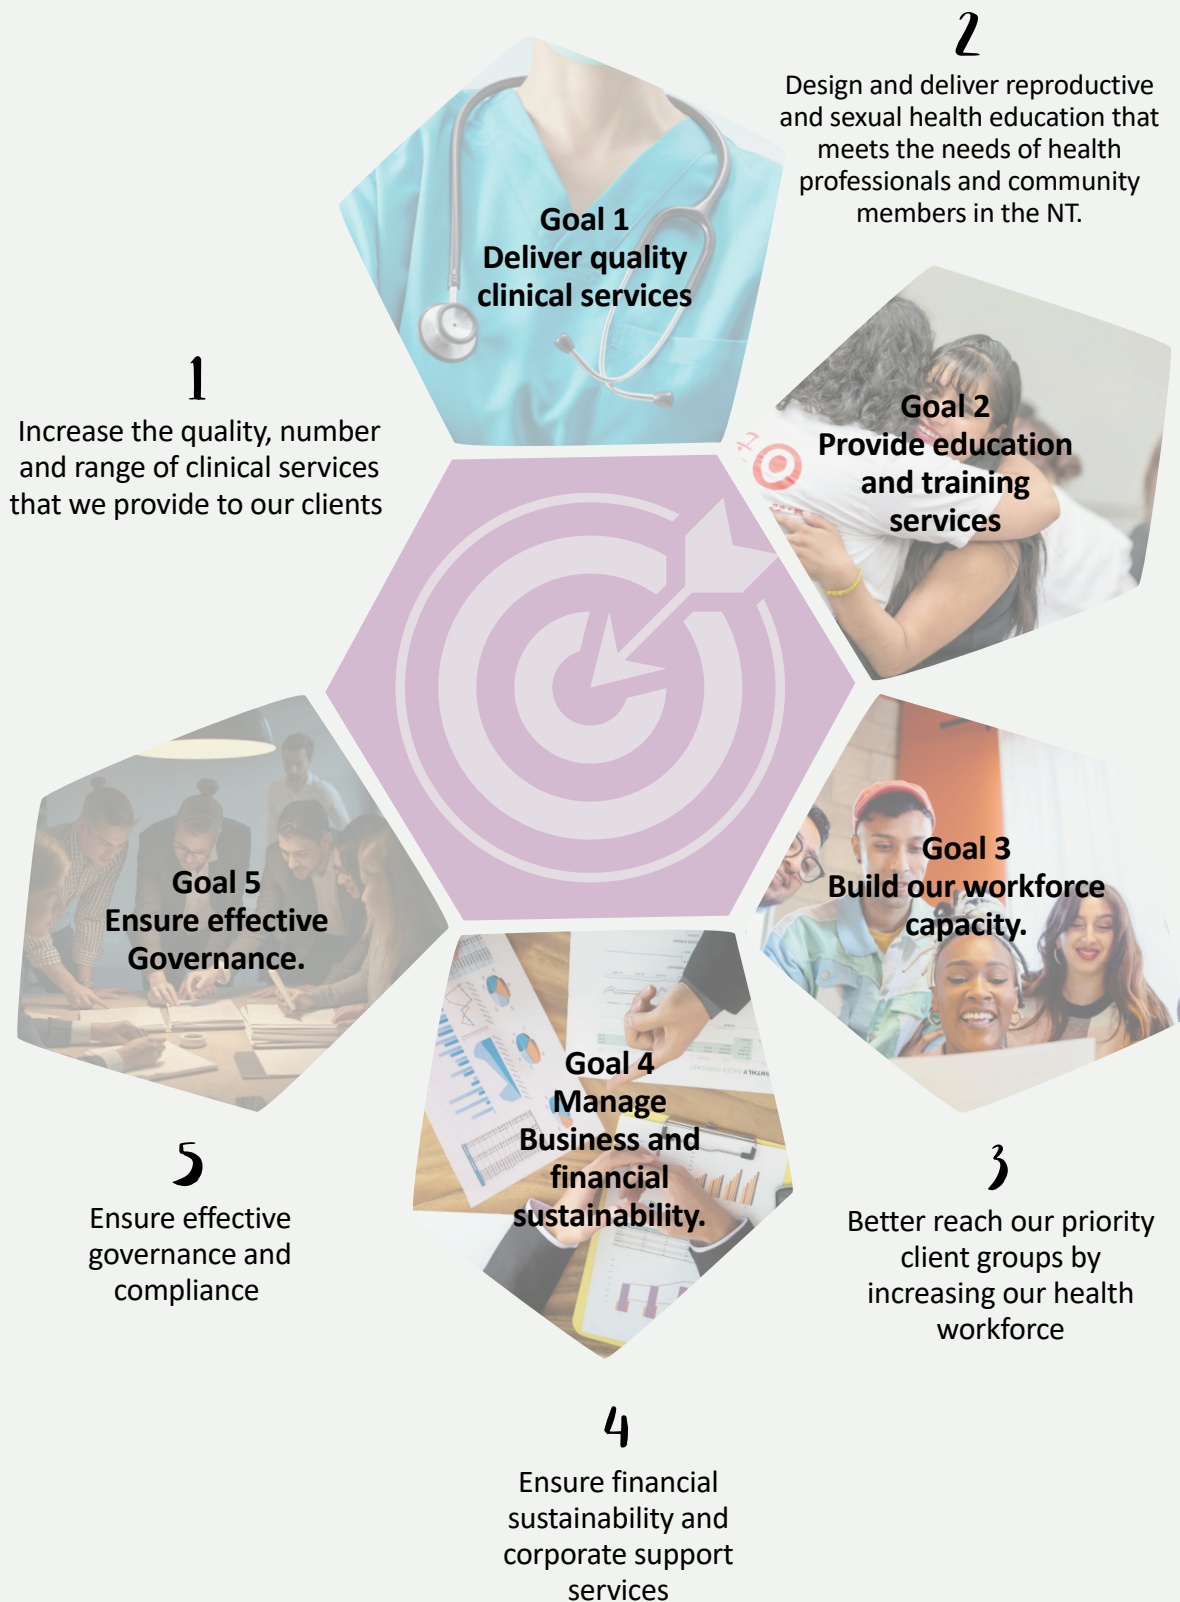 2
Design and deliver reproductive
and sexual health education that
meets the needs of health
professionals and community
members in the NT.
Goal 1
Deliver quality
clinical services
1
Increase the quality, number
and range of clinical services
that we provide to our clients
Goal 2
Provide education
and training
services
Goal 3
Build our workforce
capacity.
Goal 5
Ensure effective
Governance.
Goal 4
Manage
Business and
financial
sustainability.
5
Ensure effective
governance and
compliance
3
Better reach our priority
client groups by
increasing our health
workforce
4
Ensure financial
sustainability and
corporate support
services